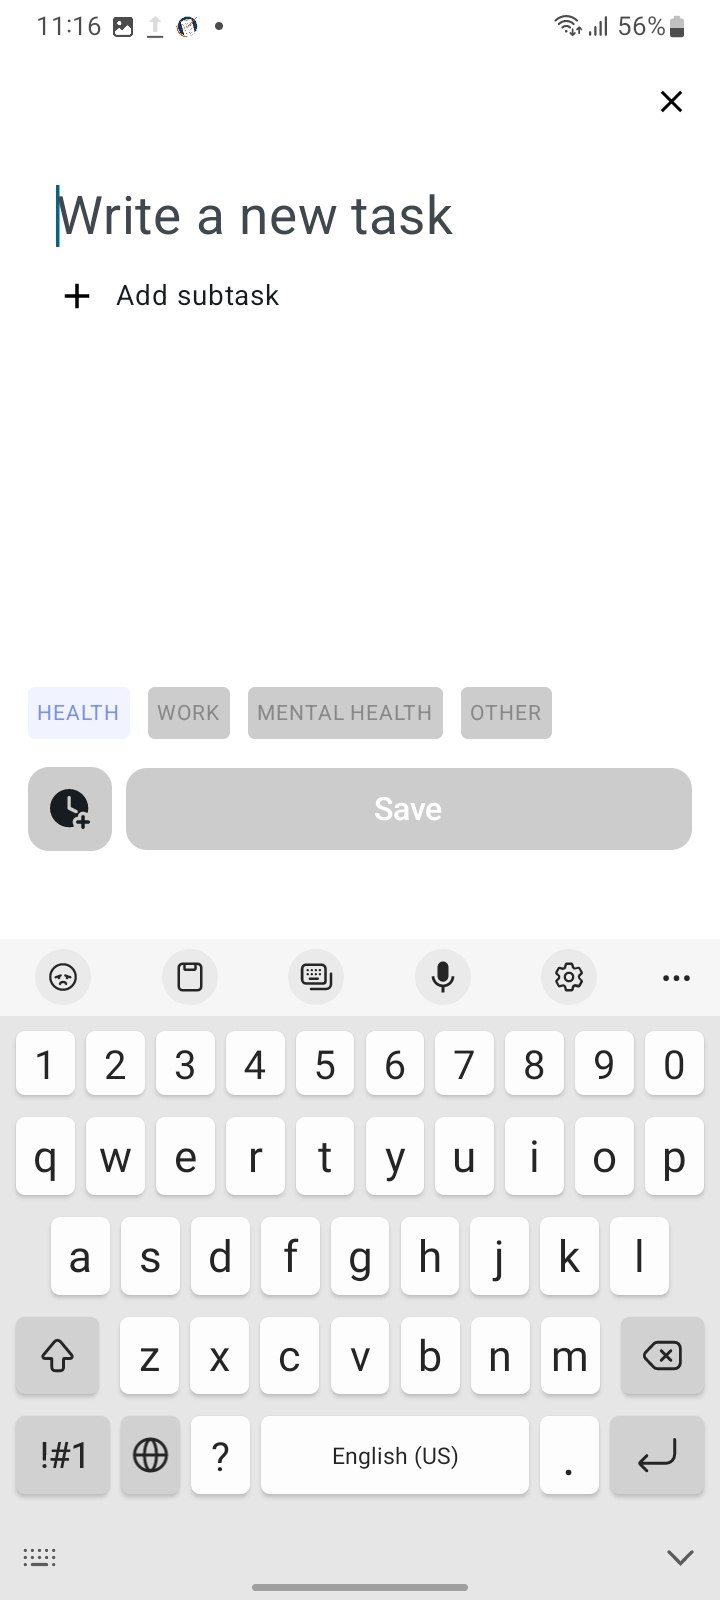 11:16 56%
Write a new task
Add subtask
HEALTH WORK MENTAL HEALTH OTHER
Save
1 2 3 4 5 6 7 8 9 0
q w e r t y u i o p
a s d f g h j k l
z x c v b n m
!#1 ? English (US) .